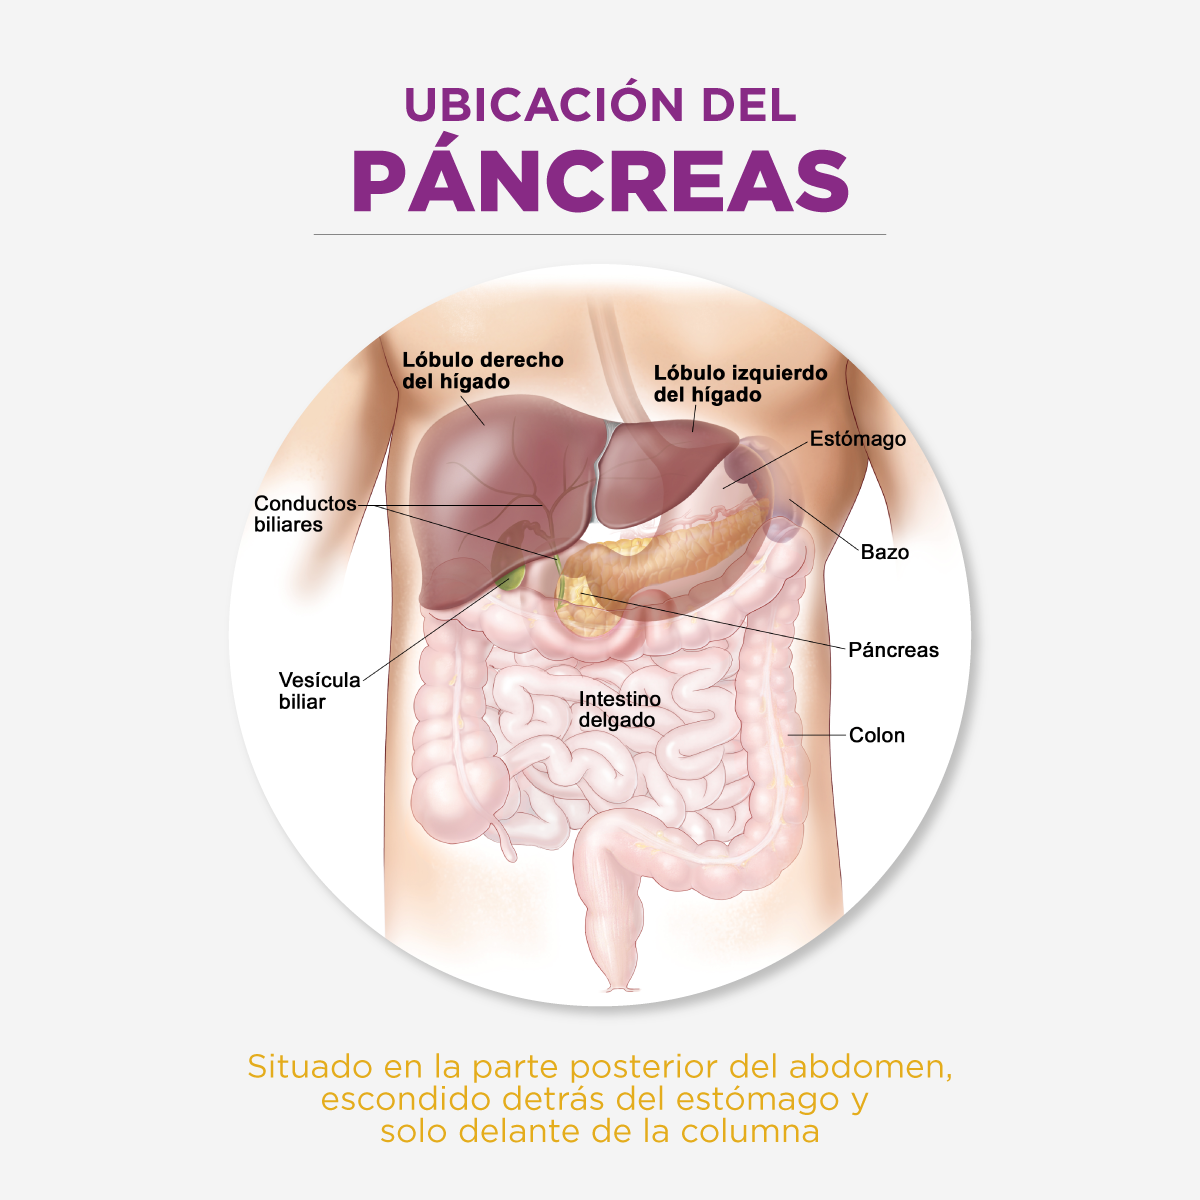 UBICACIÓN DEL
PÁNCREAS
Lóbulo derecho
del hígado
Lóbulo izquierdo
del hígado
Estómago
Conductos
biliares
Bazo
Páncreas
Vesícula
biliar
Intestino
delgado
Colon
Situado en la parte posterior del abdomen,
escondido detrás del estómago y
solo delante de la columna